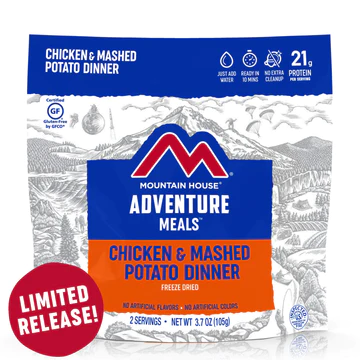 CHICKEN & MASHED
POTATO DINNER
JUST ADD
WATER
READY IN
10 MINS
NO EXTRA
CLEANUP
21g
PROTEIN
PER SERVING
Certified
GF
Gluten-Free
by GFCO®
MOUNTAIN HOUSE®
ADVENTURE
MEALS™
CHICKEN & MASHED
POTATO DINNER
FREEZE DRIED
NO ARTIFICIAL FLAVORS • NO ARTIFICIAL COLORS
2 SERVINGS • NET WT 3.7 OZ (105g)
LIMITED
RELEASE!